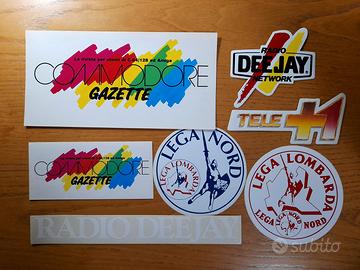 La rivista per utenti di C.64/128 ed Amiga
COMMODORE
GAZETTE
RADIO
DEEJAY
NETWORK
TELE +1
COMMODORE
GAZETTE
LEGA NORD
LEGA LOMBARDA
LEGA LOMBARDA
LEGA NORD
RADIO DEEJAY
subito